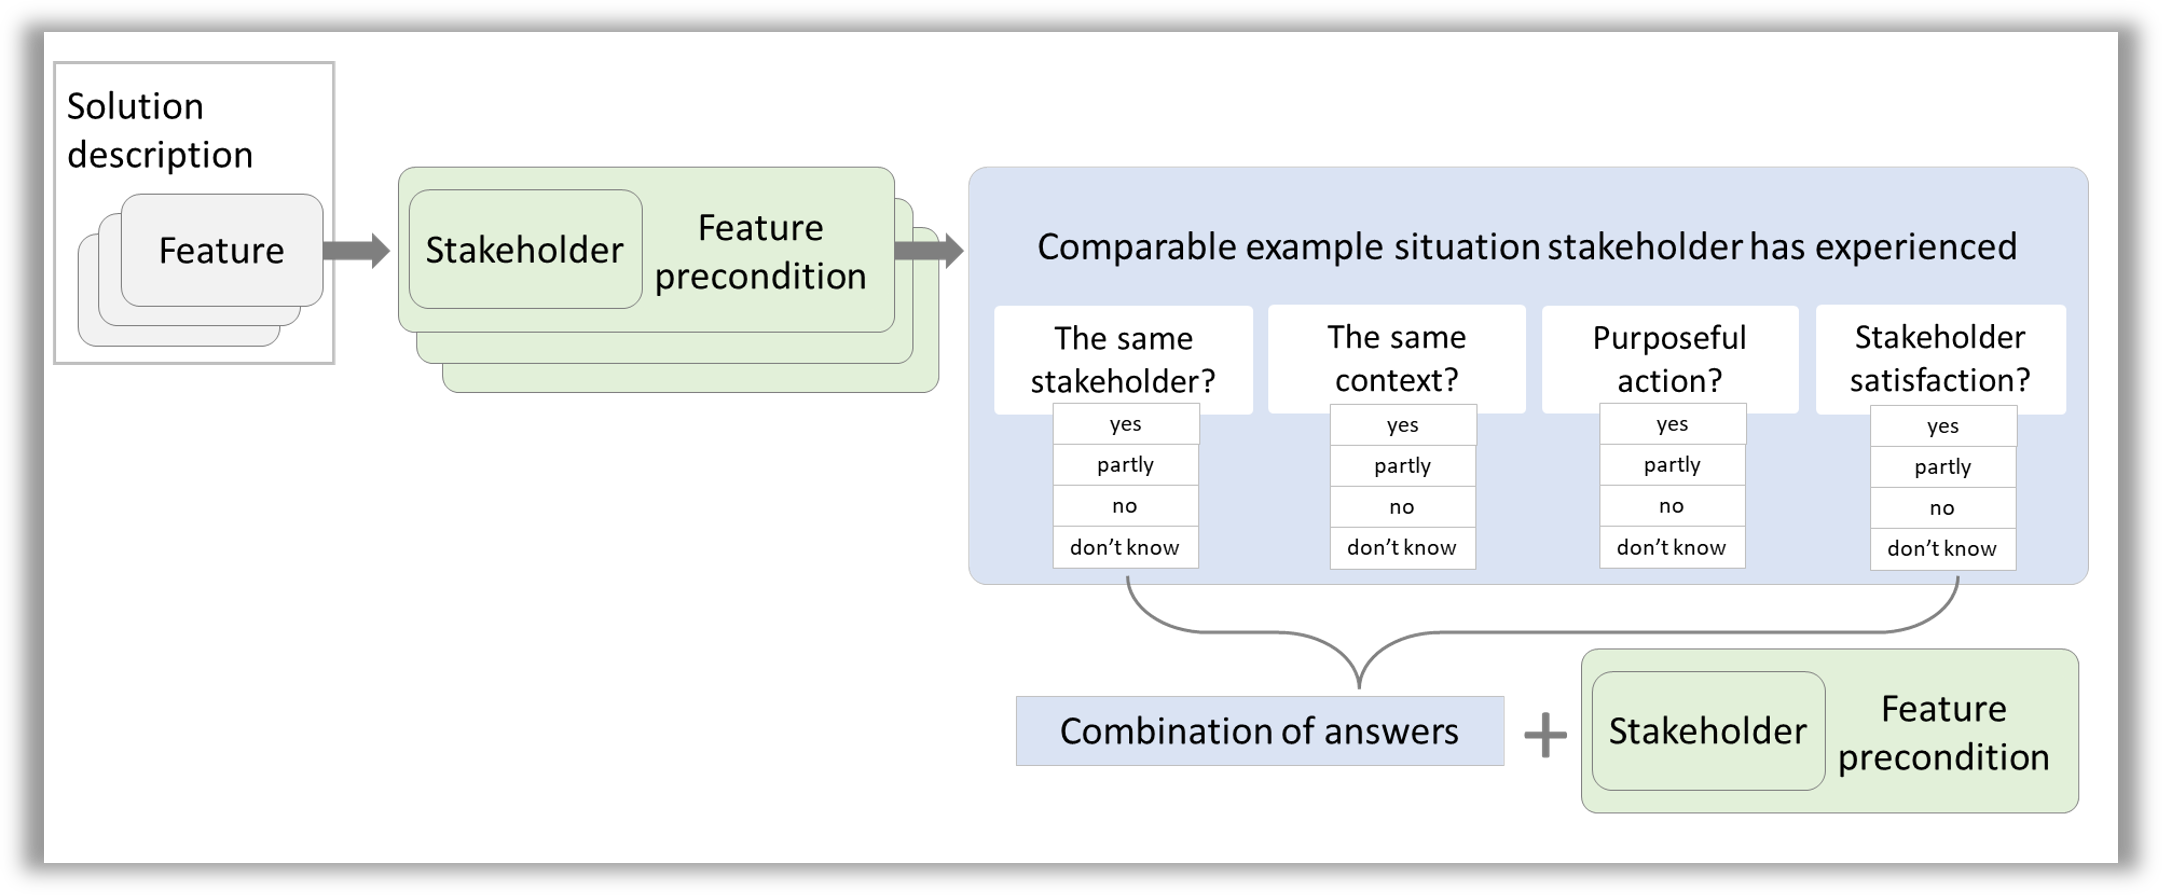 Solution
description
Feature
Stakeholder
Feature
precondition
Comparable example situation stakeholder has experienced
The same
stakeholder?
yes
partly
no
don’t know
The same
context?
yes
partly
no
don’t know
Purposeful
action?
yes
partly
no
don’t know
Stakeholder
satisfaction?
yes
partly
no
don’t know
Combination of answers
+
Stakeholder
Feature
precondition